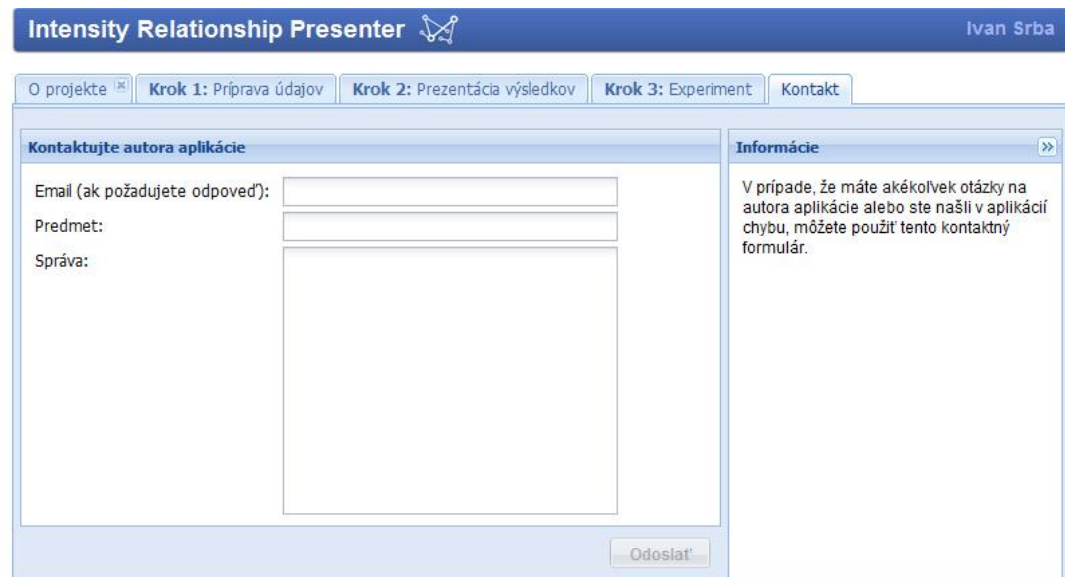 Intensity Relationship Presenter
Ivan Srba
O projekte
Krok 1: Príprava údajov
Krok 2: Prezentácia výsledkov
Krok 3: Experiment
Kontakt
Kontaktujte autora aplikácie
Email (ak požadujete odpoveď):
Predmet:
Správa:
Odoslať
Informácie
V prípade, že máte akékoľvek otázky na
autora aplikácie alebo ste našli v aplikácií
chybu, môžete použiť tento kontaktný
formulár.